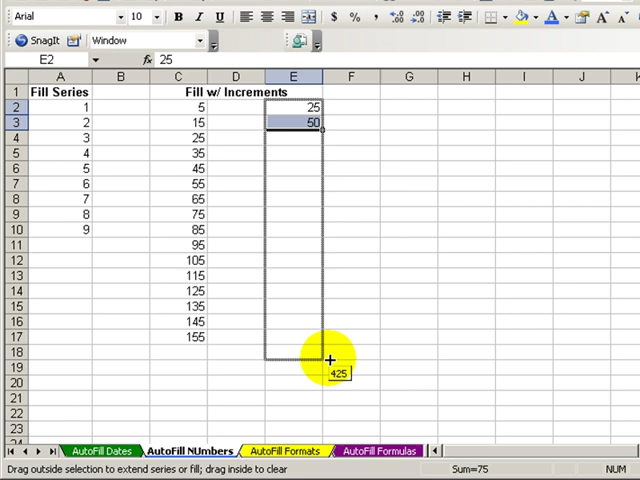 Arial 10 B I U $ % , .00 A
SnagIt Window
E2 fx 25
A B C D E F G H I J K
1 Fill Series Fill w/ Increments
2 1 5 25
3 2 15 50
4 3 25
5 4 35
6 5 45
7 6 55
8 7 65
9 8 75
10 9 85
11 95
12 105
13 115
14 125
15 135
16 145
17 155
18
19
425
20
21
22
23
24
AutoFill Dates AutoFill NUmbers AutoFill Formats AutoFill Formulas
Drag outside selection to extend series or fill; drag inside to clear Sum=75 NUM